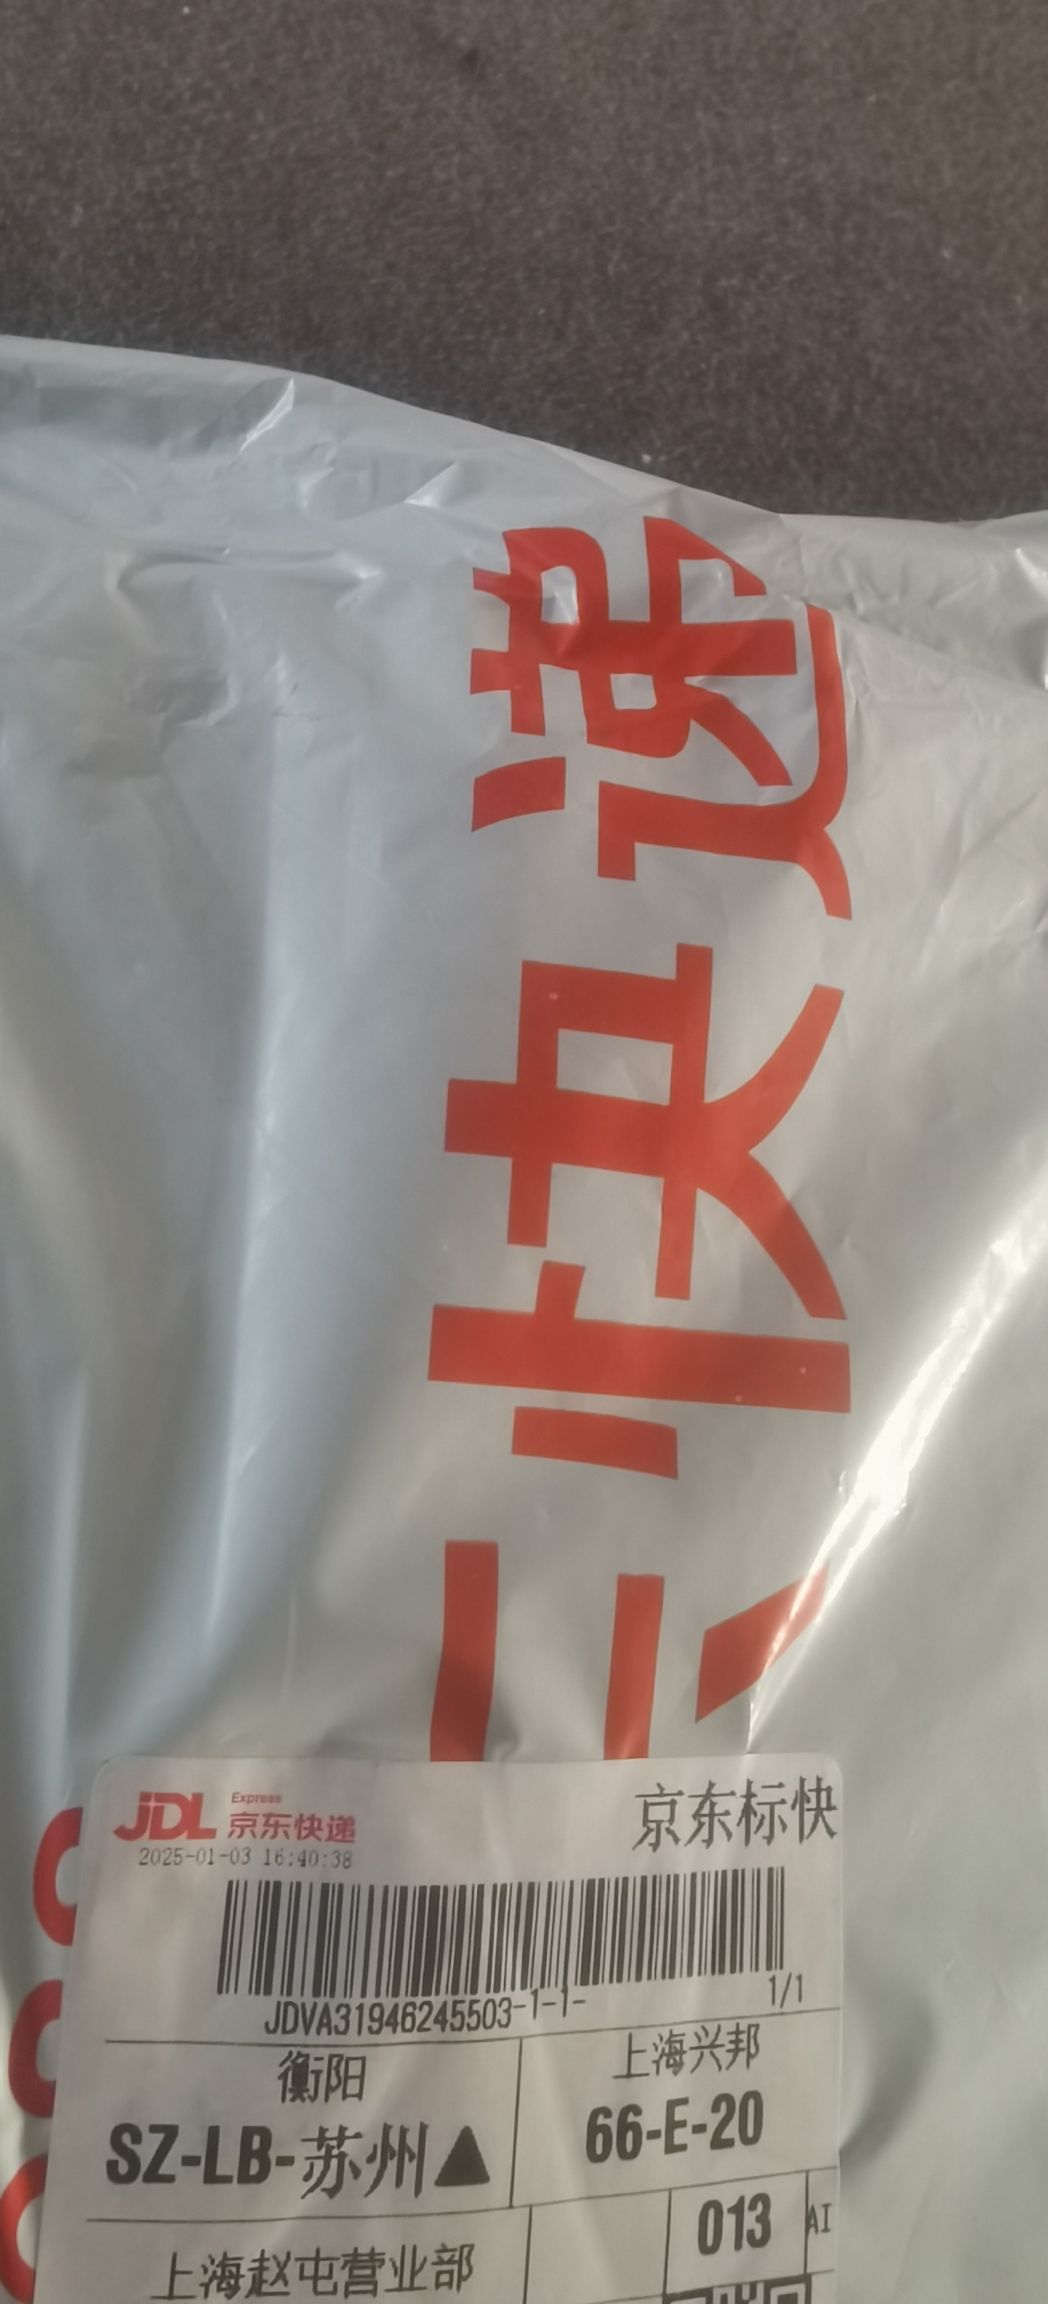 京东快递
JDL Express
京东快递
京东标快
2025-01-03 16:40:38
JDVA31946245503-1-1-
1/1
衡阳
上海兴邦
SZ-LB-苏州▲
66-E-20
013
AI
上海赵屯营业部